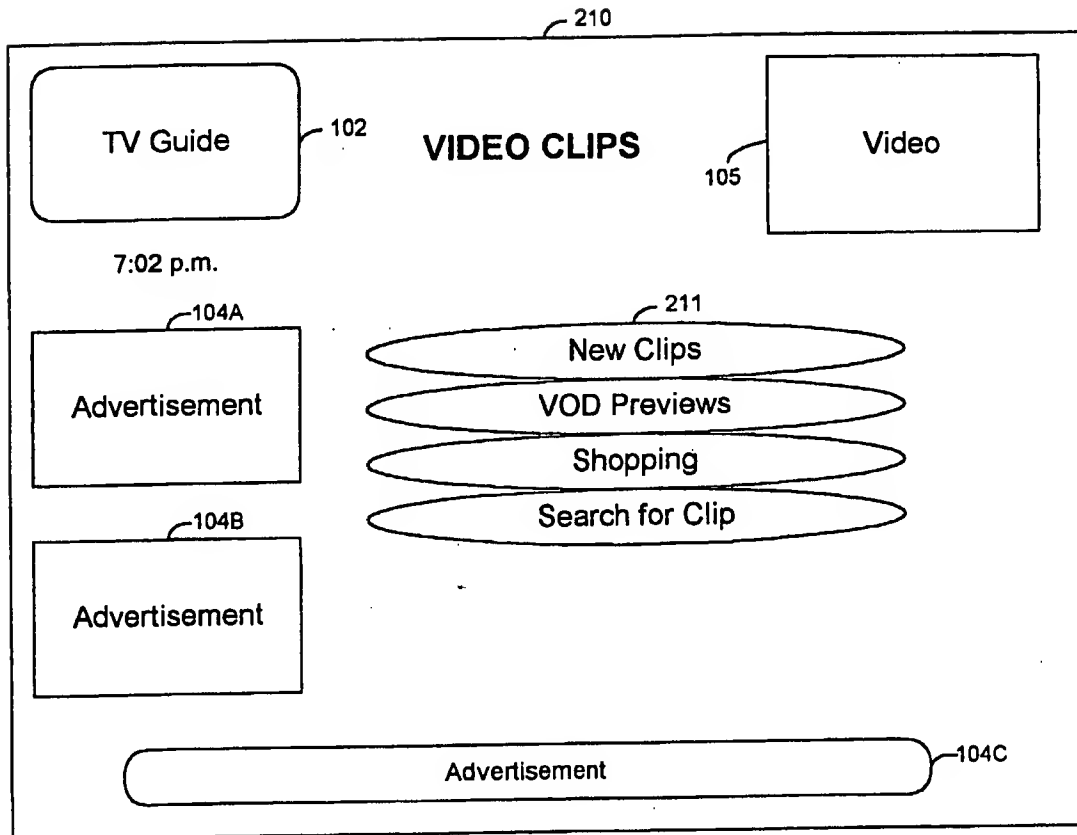 210
TV Guide
102
VIDEO CLIPS
105
Video
7:02 p.m.
104A
Advertisement
211
New Clips
VOD Previews
Shopping
Search for Clip
104B
Advertisement
Advertisement
104C